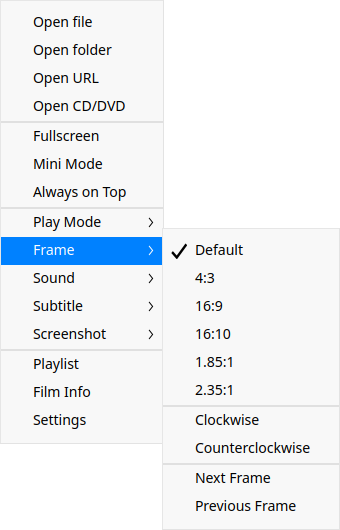 Open file
Open folder
Open URL
Open CD/DVD
Fullscreen
Mini Mode
Always on Top
Play Mode
Frame
Sound
Subtitle
Screenshot
Playlist
Film Info
Settings
Default
4:3
16:9
16:10
1.85:1
2.35:1
Clockwise
Counterclockwise
Next Frame
Previous Frame